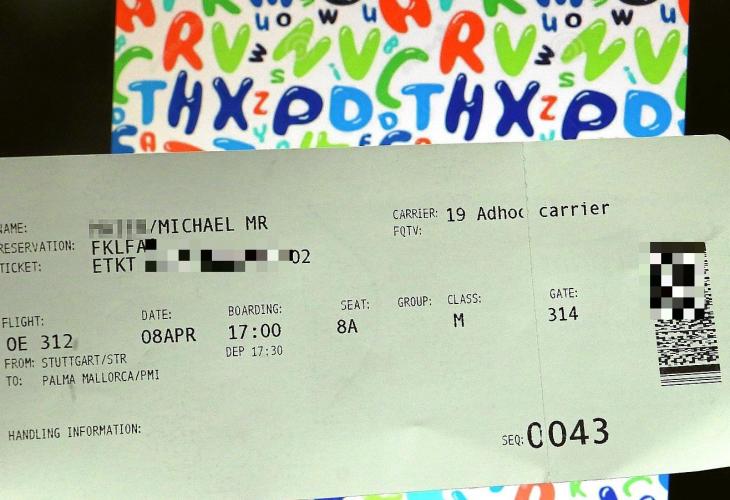 THXPD THXPD
NAME: /MICHAEL MR
RESERVATION: FKLFA
TICKET: ETKT 02
CARRIER: 19 Adhoc carrier
FQTV:
FLIGHT: DATE: BOARDING: SEAT: GROUP: CLASS: GATE:
OE 312 08APR 17:00 8A M 314
DEP 17:30
FROM: STUTTGART/STR
TO: PALMA MALLORCA/PMI
HANDLING INFORMATION:
SEQ: 0043